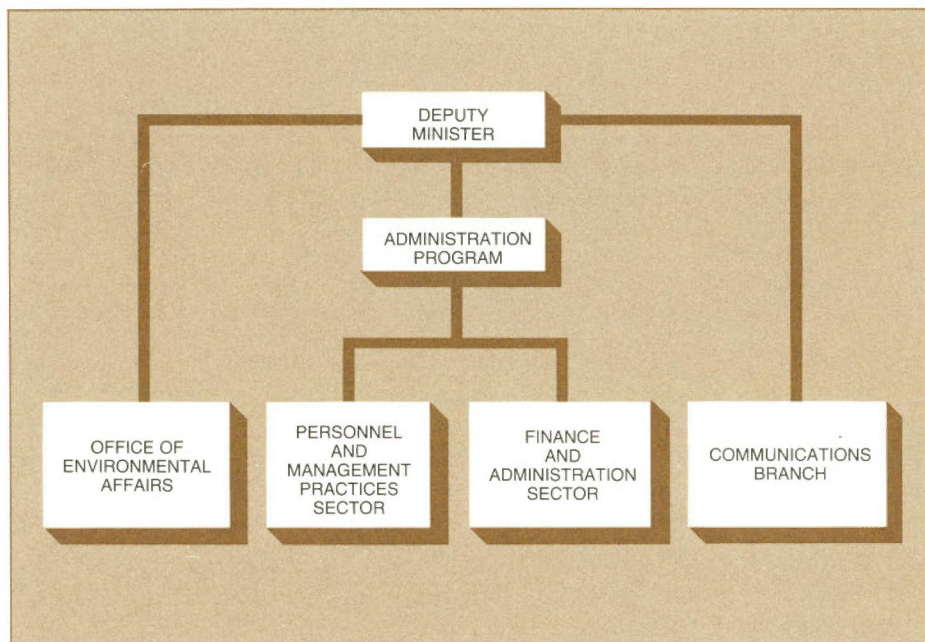 DEPUTY
MINISTER
ADMINISTRATION
PROGRAM
OFFICE OF
ENVIRONMENTAL
AFFAIRS
PERSONNEL
AND
MANAGEMENT
PRACTICES
SECTOR
FINANCE
AND
ADMINISTRATION
SECTOR
COMMUNICATIONS
BRANCH